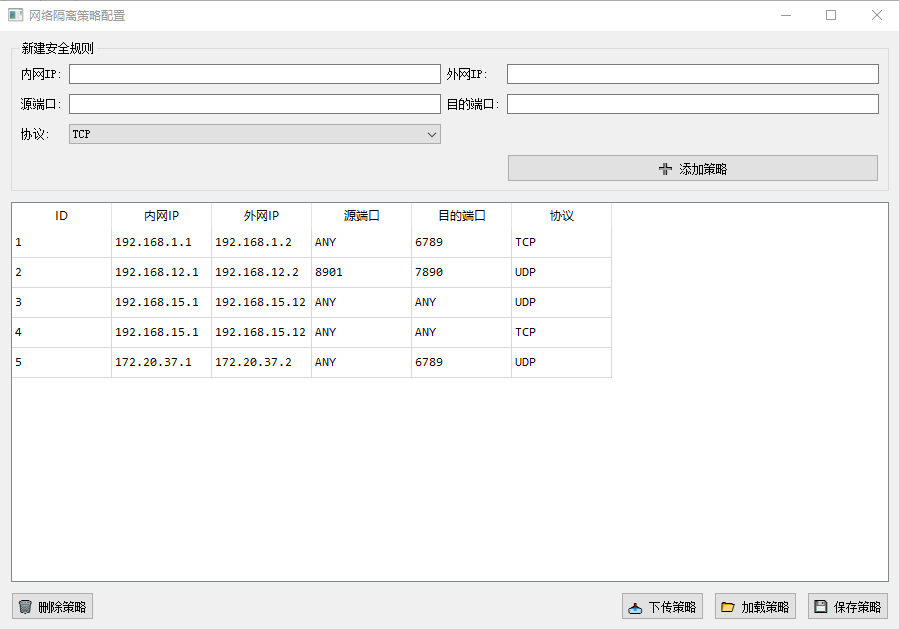 网络隔离策略配置
新建安全规则
内网IP: 外网IP:
源端口: 目的端口:
协议: TCP
添加策略
ID 内网IP 外网IP 源端口 目的端口 协议
1 192.168.1.1 192.168.1.2 ANY 6789 TCP
2 192.168.12.1 192.168.12.2 8901 7890 UDP
3 192.168.15.1 192.168.15.12 ANY ANY UDP
4 192.168.15.1 192.168.15.12 ANY ANY TCP
5 172.20.37.1 172.20.37.2 ANY 6789 UDP
删除策略 下传策略 加载策略 保存策略